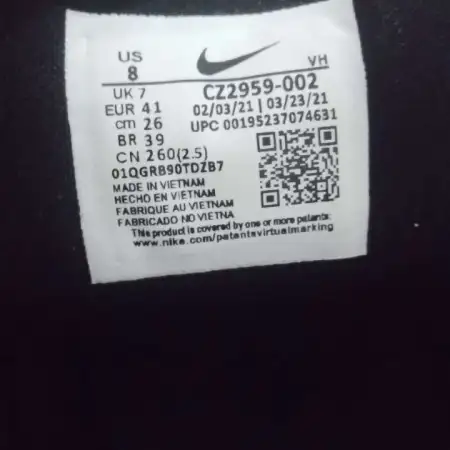 US
8
UK 7
EUR 41
cm 26
BR 39
CN 260(2.5)
01QGRB90TDZB7
VH
CZ2959-002
02/03/21 | 03/23/21
UPC 00195237074631
MADE IN VIETNAM
HECHO EN VIETNAM
FABRIQUE AU VIETNAM
FABRICADO NO VIETNA
This product is covered by one or more patents:
www.nike.com/patentsvirtualmarking